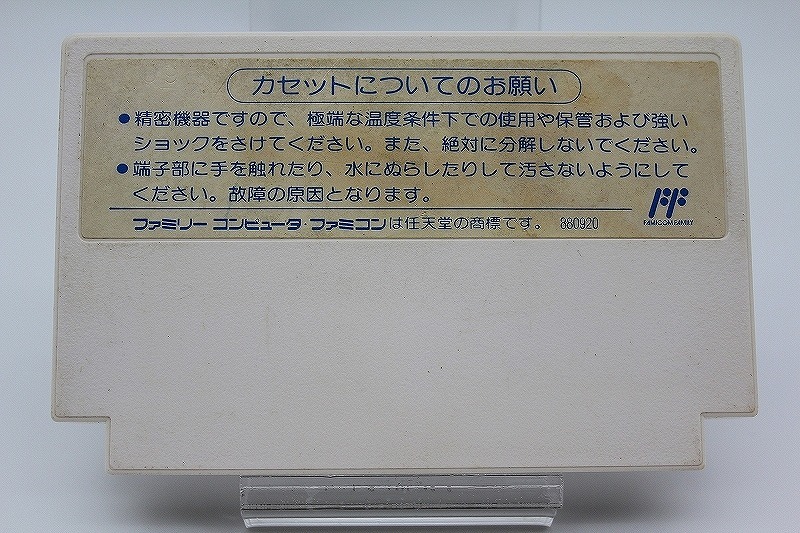 カセットについてのお願い
●精密機器ですので、極端な温度条件下での使用や保管および強い
ショックをさけてください。また、絶対に分解しないでください。
●端子部に手を触れたり、水にぬらしたりして汚さないようにして
ください。故障の原因となります。
ファミリー コンピュータ・ファミコンは任天堂の商標です。 880920
FAMICOM FAMILY